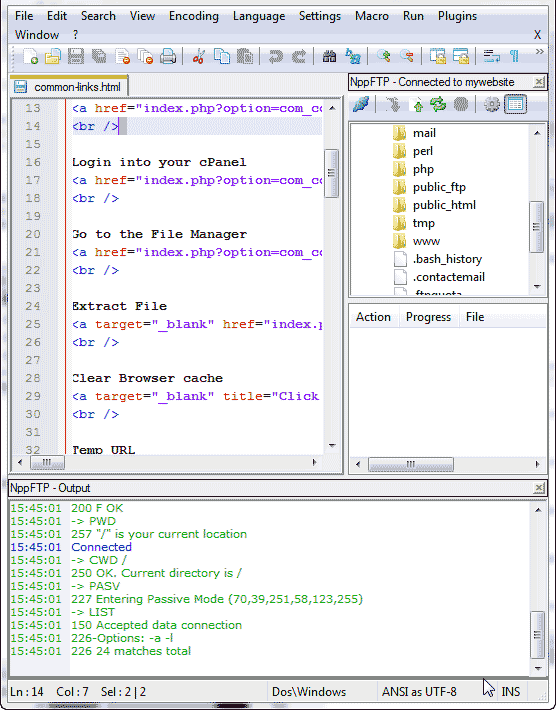 File Edit Search View Encoding Language Settings Macro Run Plugins
Window ? X
common-links.html
13 <a href="index.php?option=com_co
14 <br />
15
16 Login into your cPanel
17 <a href="index.php?option=com_co
18 <br />
19
20 Go to the File Manager
21 <a href="index.php?option=com_co
22 <br />
23
24 Extract File
25 <a target="_blank" href="index.p
26 <br />
27
28 Clear Browser cache
29 <a target="_blank" title="Click
30 <br />
31
32 Temp URL
NppFTP - Connected to mywebsite
mail
perl
php
public_ftp
public_html
tmp
www
.bash_history
.contactemail
.ftpquota
Action Progress File
NppFTP - Output
15:45:01 200 F OK
15:45:01 -> PWD
15:45:01 257 "/" is your current location
15:45:01 Connected
15:45:01 -> CWD /
15:45:01 250 OK. Current directory is /
15:45:01 -> PASV
15:45:01 227 Entering Passive Mode (70,39,251,58,123,255)
15:45:01 -> LIST
15:45:01 150 Accepted data connection
15:45:01 226-Options: -a -l
15:45:01 226 24 matches total
Ln : 14 Col : 7 Sel : 2 | 2 Dos\Windows ANSI as UTF-8 INS